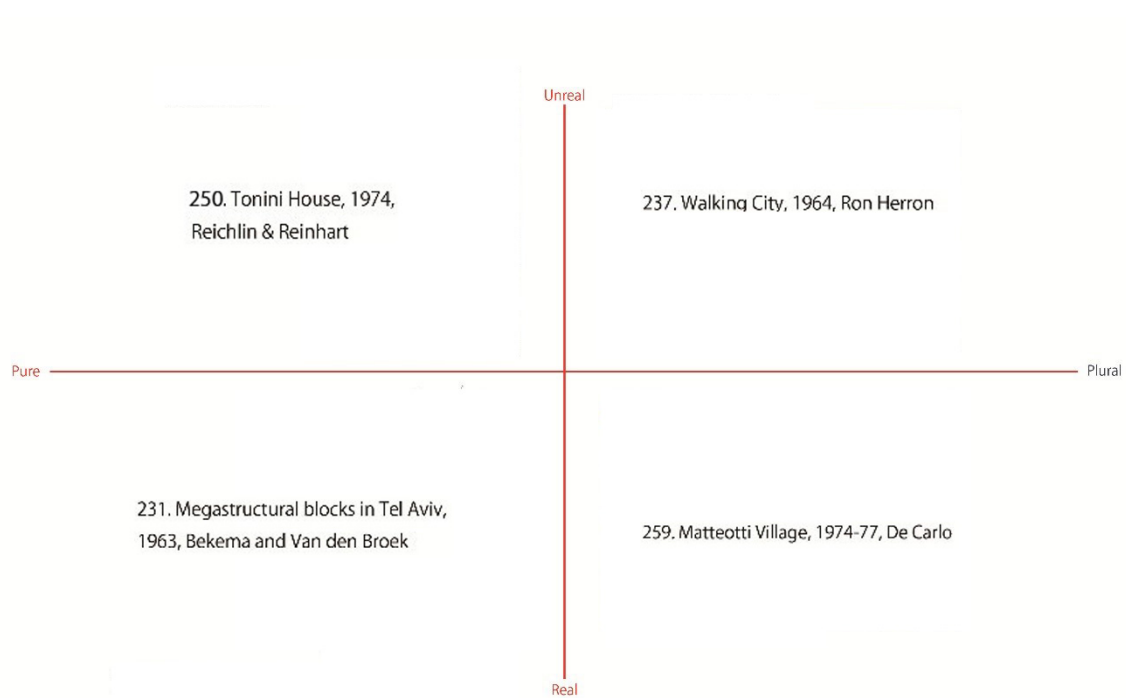 Unreal
250. Tonini House, 1974,
Reichlin & Reinhart
237. Walking City, 1964, Ron Herron
Pure
Plural
231. Megastructural blocks in Tel Aviv,
1963, Bekema and Van den Broek
259. Matteotti Village, 1974-77, De Carlo
Real